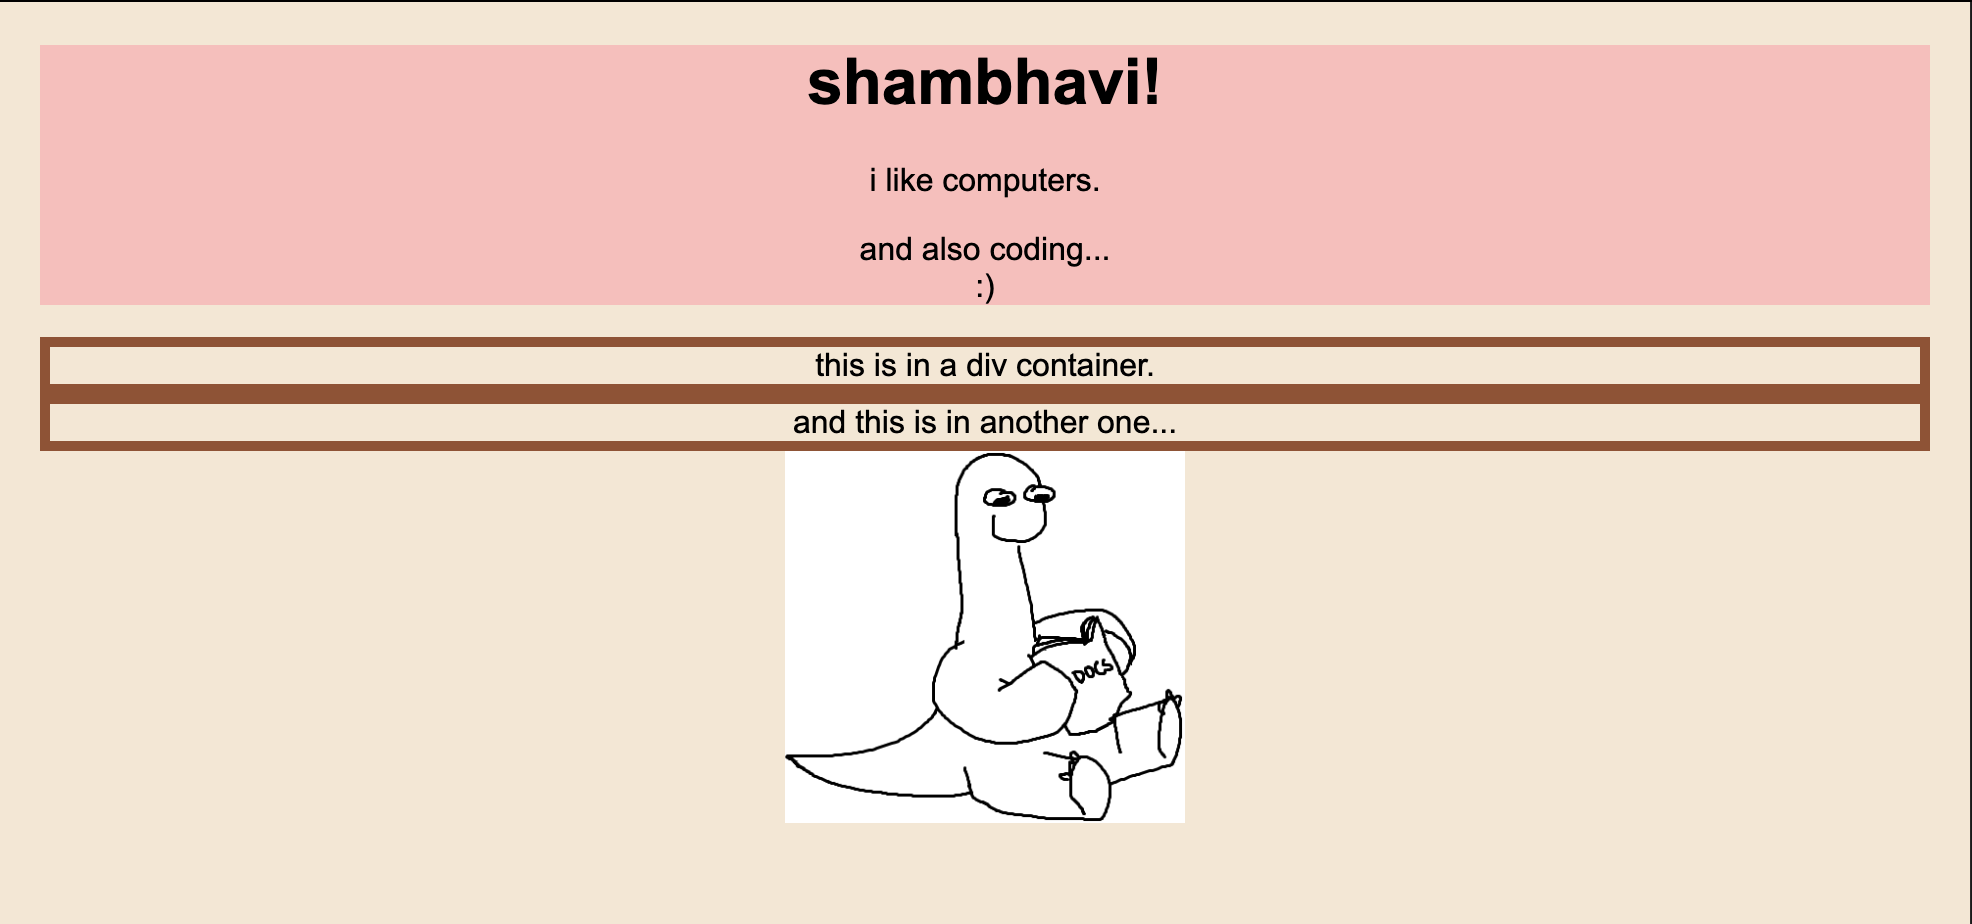 shambhavi!
i like computers.
and also coding...
:)
this is in a div container.
and this is in another one...
DOCS